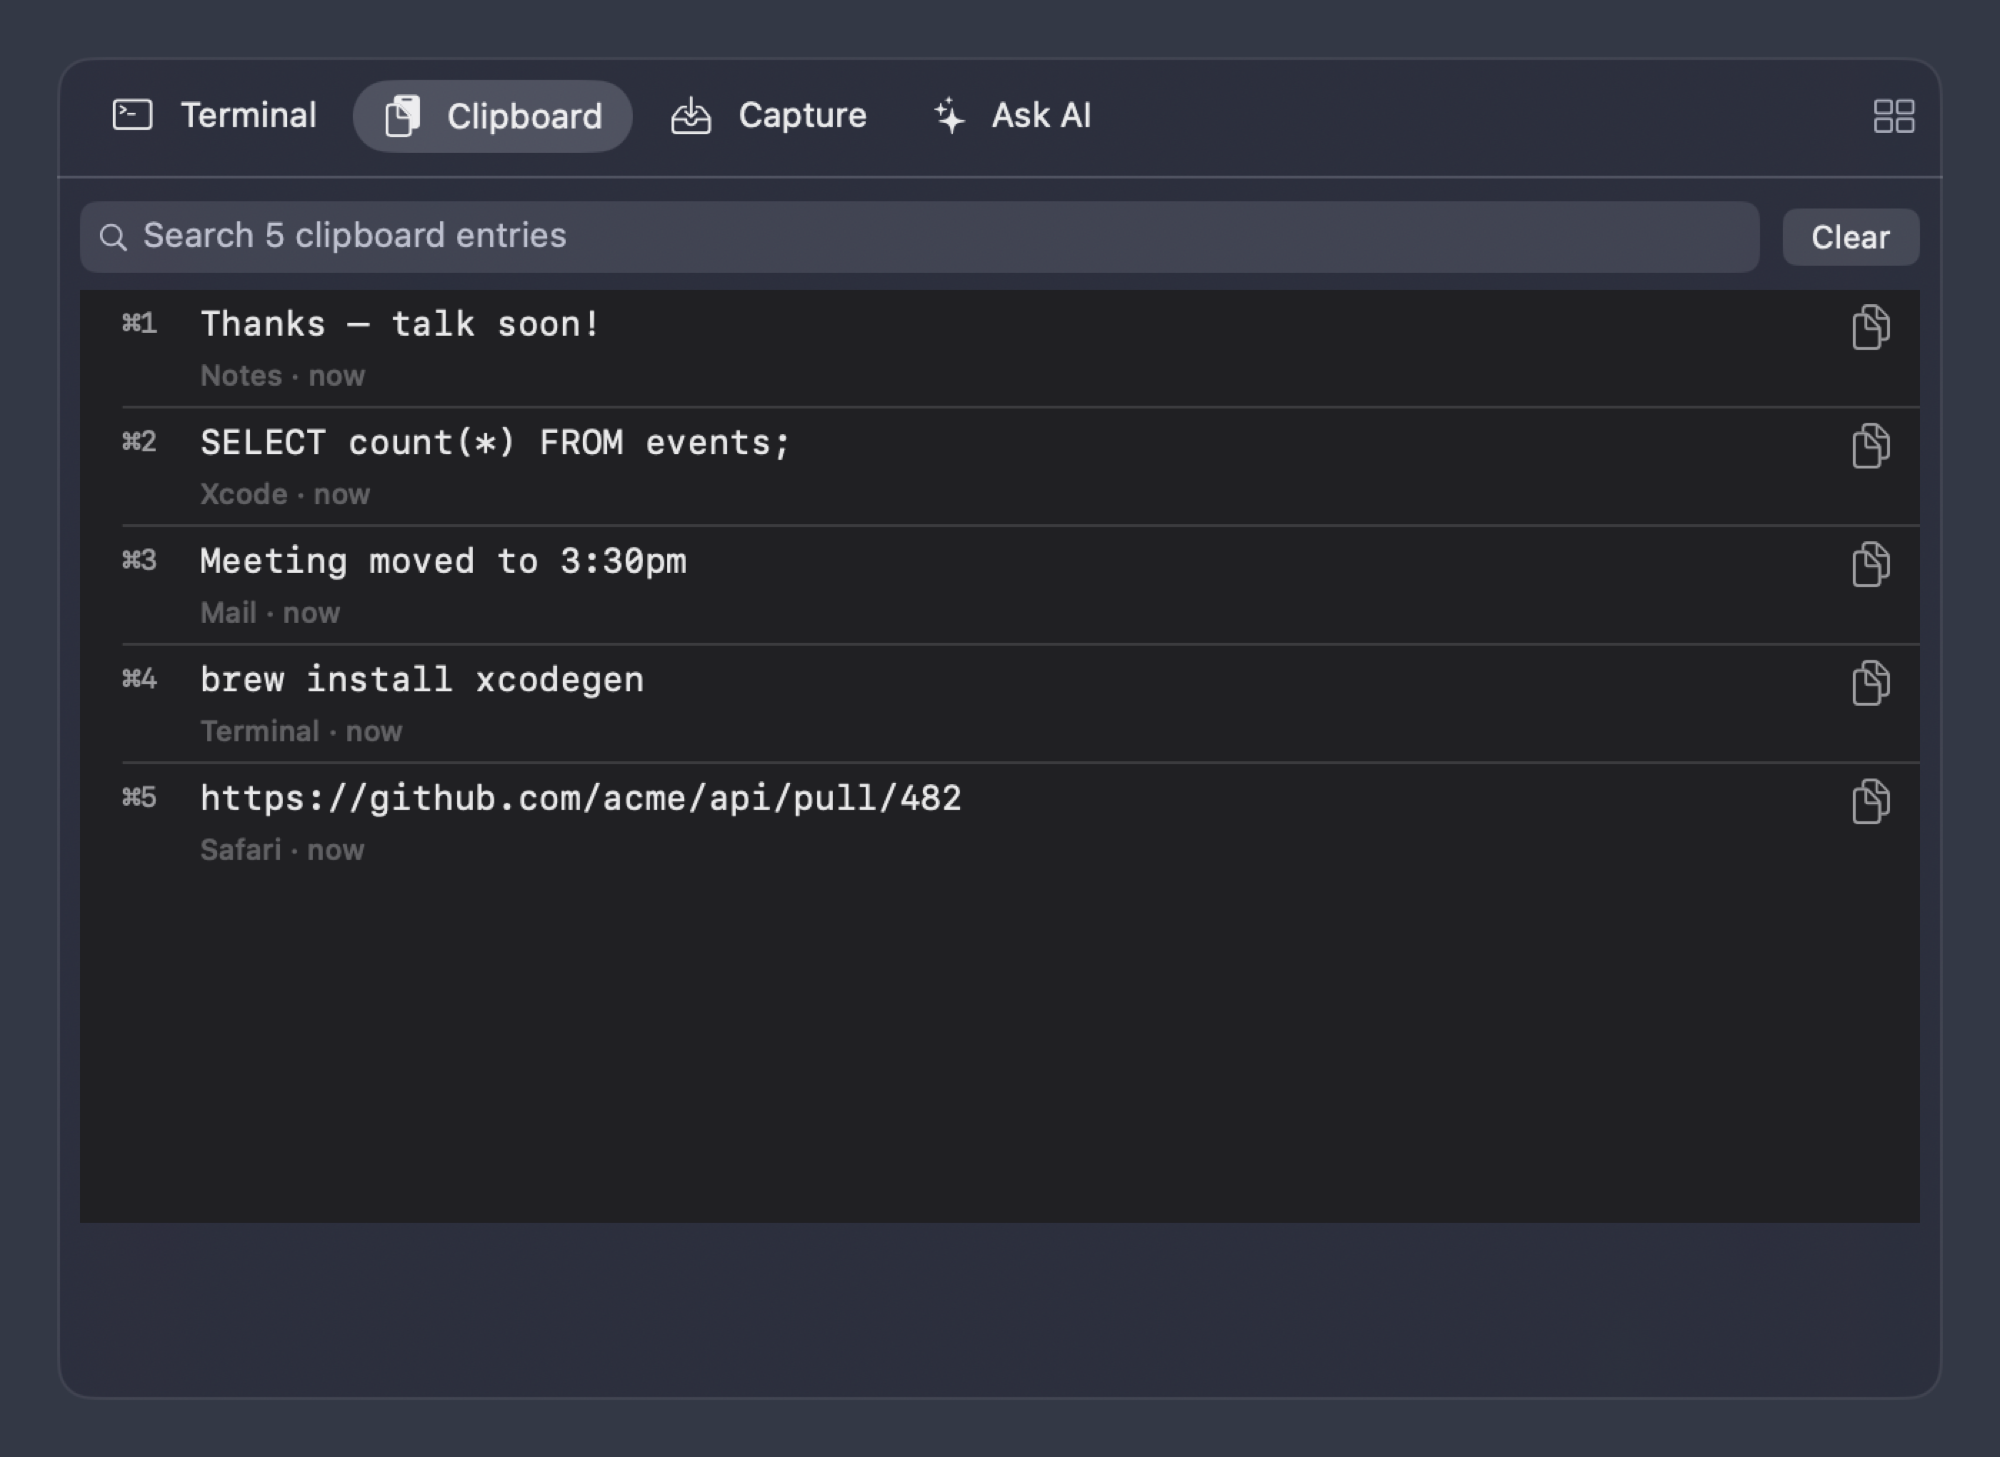 Terminal
Clipboard
Capture
Ask AI
Search 5 clipboard entries
Clear
⌘1 Thanks — talk soon!
Notes · now
⌘2 SELECT count(*) FROM events;
Xcode · now
⌘3 Meeting moved to 3:30pm
Mail · now
⌘4 brew install xcodegen
Terminal · now
⌘5 https://github.com/acme/api/pull/482
Safari · now